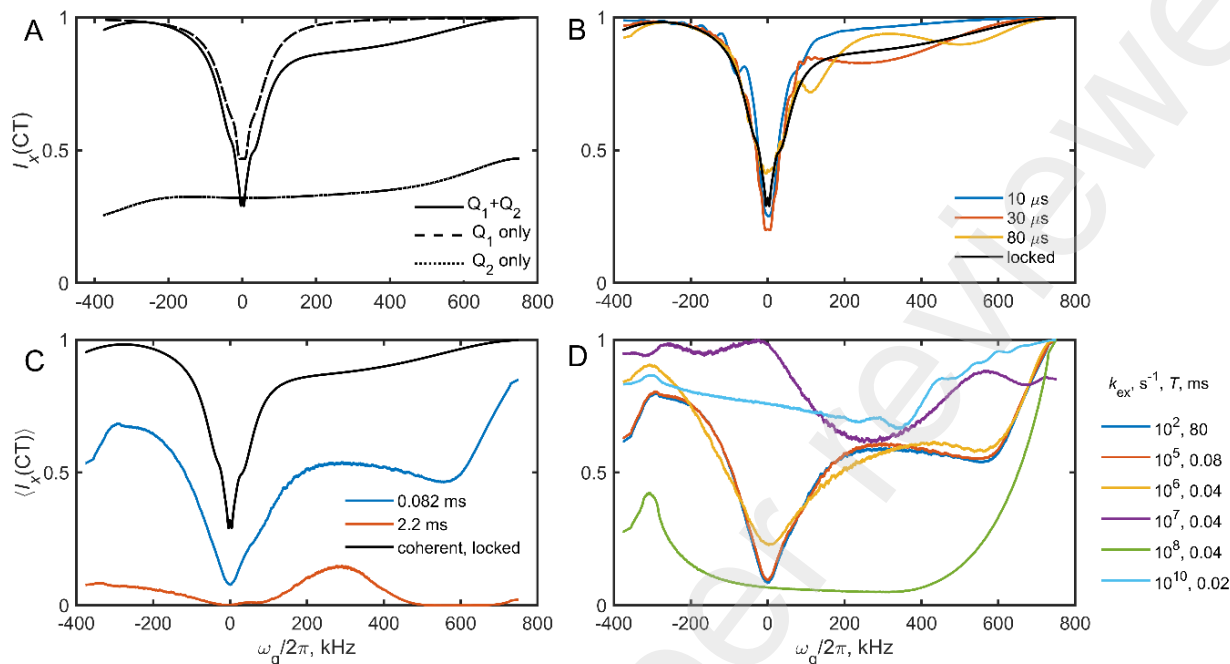 A
I_x(CT)
1
0.5
0
-400 -200 0 200 400 600 800
Q_1+Q_2
Q_1 only
Q_2 only
B
1
0.5
0
-400 -200 0 200 400 600 800
10 μs
30 μs
80 μs
locked
C
⟨I_x(CT)⟩
1
0.5
0
-400 -200 0 200 400 600 800
ω_q/2π, kHz
0.082 ms
2.2 ms
coherent, locked
D
1
0.5
0
-400 -200 0 200 400 600 800
ω_q/2π, kHz
k_ex, s^-1, T, ms
10^2, 80
10^5, 0.08
10^6, 0.04
10^7, 0.04
10^8, 0.04
10^10, 0.02
er reviewe